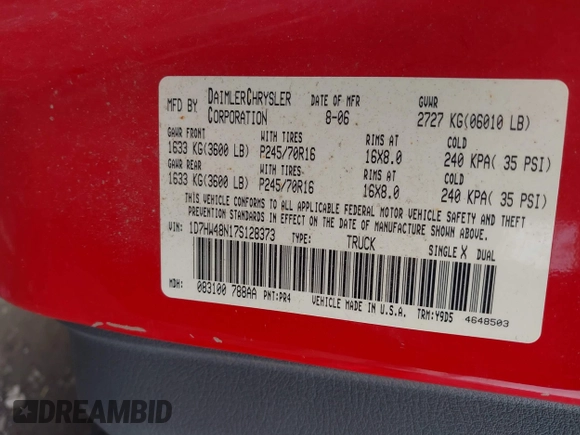 MFD BY DAIMLERCHRYSLER CORPORATION DATE OF MFR 8-06 GVWR 2727 KG(06010 LB)
GAWR FRONT WITH TIRES RIMS AT COLD
1633 KG(3600 LB) P245/70R16 16X8.0 240 KPA( 35 PSI)
GAWR REAR WITH TIRES RIMS AT COLD
1633 KG(3600 LB) P245/70R16 16X8.0 240 KPA( 35 PSI)
THIS VEHICLE CONFORMS TO ALL APPLICABLE FEDERAL MOTOR VEHICLE SAFETY AND THEFT
PREVENTION STANDARDS IN EFFECT ON THE DATE OF MANUFACTURE SHOWN ABOVE.
VIN: 1D7HW48N17S128373 TYPE: TRUCK SINGLE X DUAL
MDH: 083100 788AA PNT:PR4 VEHICLE MADE IN U.S.A. TRM:Y9D5 4648503
DREAMBID